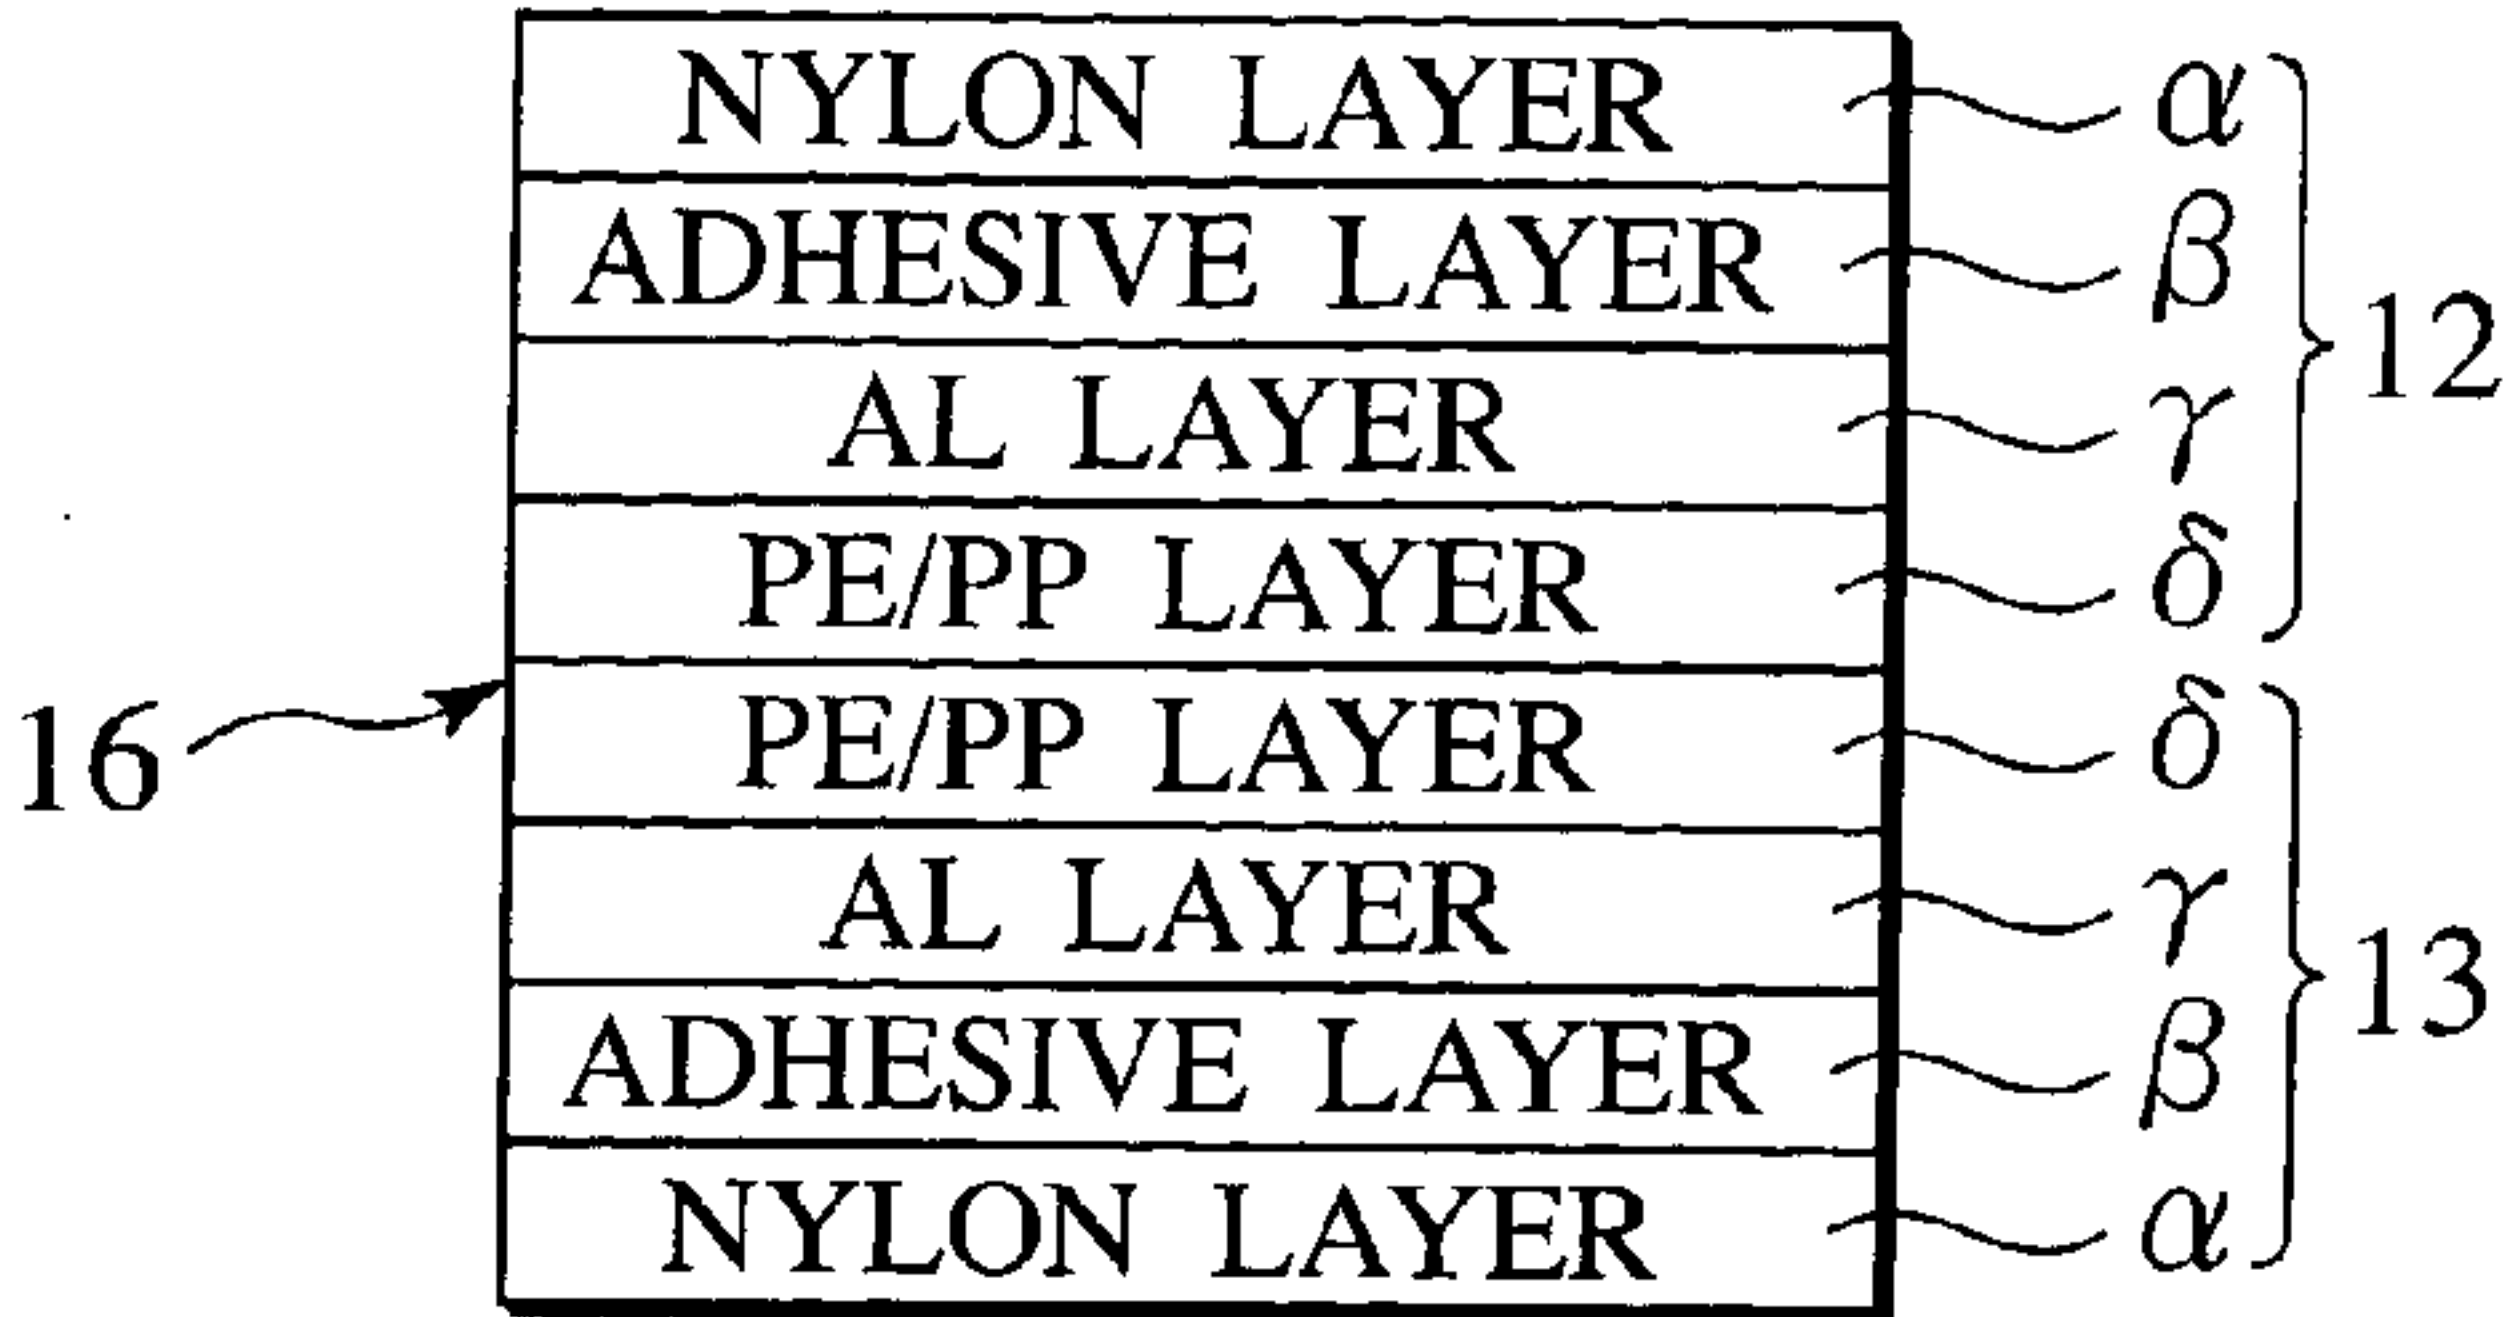 NYLON LAYER α
ADHESIVE LAYER β
12
AL LAYER γ
PE/PP LAYER δ
16
PE/PP LAYER δ
AL LAYER γ
13
ADHESIVE LAYER β
NYLON LAYER α